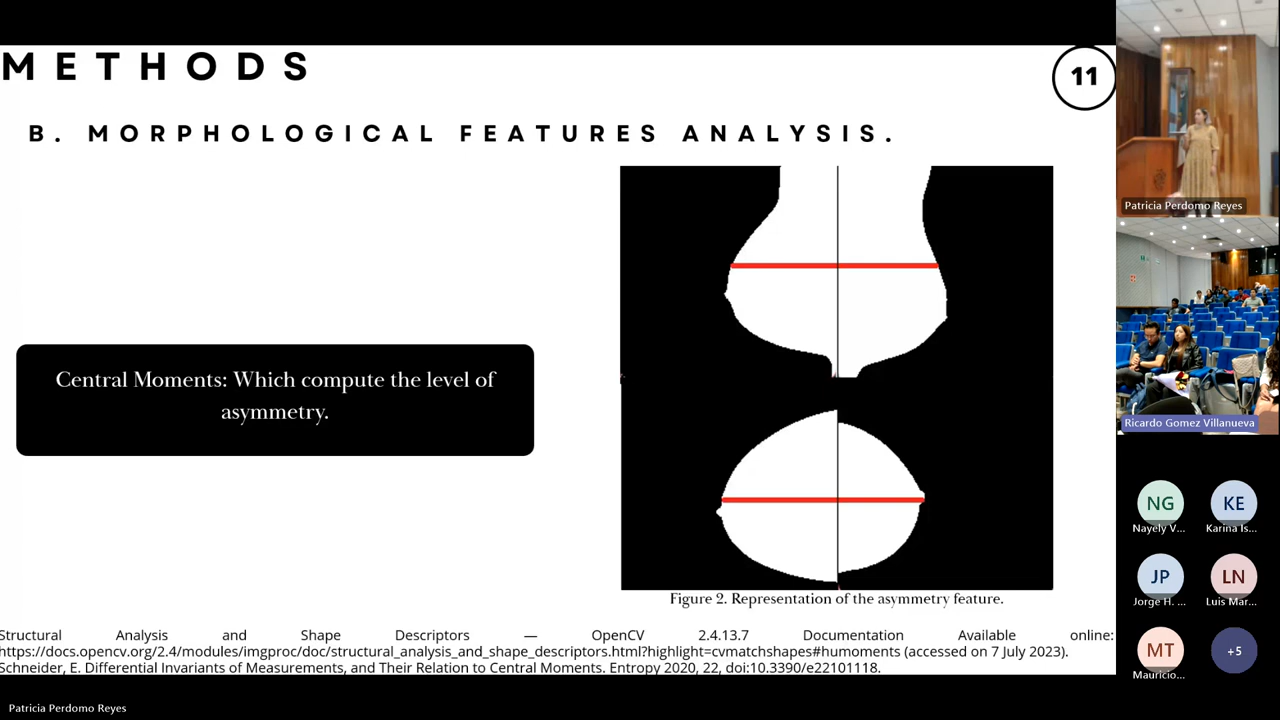 METHODS
11
B. MORPHOLOGICAL FEATURES ANALYSIS.
Central Moments: Which compute the level of
asymmetry.
Figure 2. Representation of the asymmetry feature.
Structural Analysis and Shape Descriptors — OpenCV 2.4.13.7 Documentation Available online:
https://docs.opencv.org/2.4/modules/imgproc/doc/structural_analysis_and_shape_descriptors.html?highlight=cvmatchshapes#humoments (accessed on 7 July 2023).
Schneider, E. Differential Invariants of Measurements, and Their Relation to Central Moments. Entropy 2020, 22, doi:10.3390/e22101118.
Patricia Perdomo Reyes
Ricardo Gomez Villanueva
NG
Nayely V...
KE
Karina Is...
JP
Jorge H. ...
LN
Luis Mar...
MT
Mauricio...
+5
Patricia Perdomo Reyes